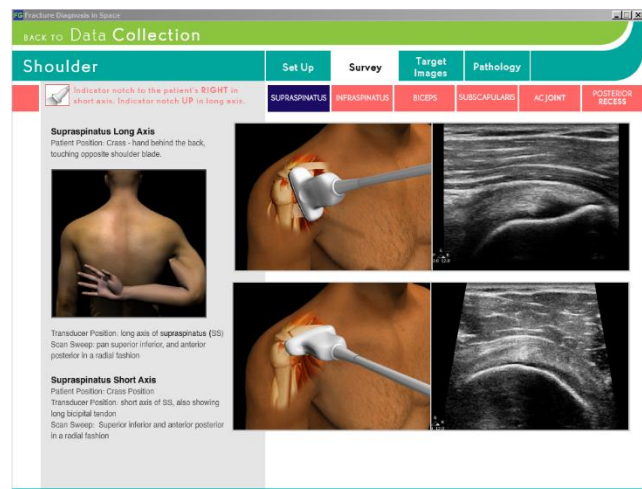 FG Fracture Diagnosis in Space
BACK TO Data Collection
Shoulder
Set Up
Survey
Target
Images
Pathology
Indicator notch to the patient's RIGHT in
short axis. Indicator notch UP in long axis.
SUPRASPINATUS
INFRASPINATUS
BICEPS
SUBSCAPULARIS
AC JOINT
POSTERIOR
RECESS
Supraspinatus Long Axis
Patient Position: Crass - hand behind the back,
touching opposite shoulder blade.
Transducer Position: long axis of supraspinatus (SS)
Scan Sweep: pan superior inferior, and anterior
posterior in a radial fashion
Supraspinatus Short Axis
Patient Position: Crass Position
Transducer Position: short axis of SS, also showing
long bicipital tendon
Scan Sweep: Superior inferior and anterior posterior
in a radial fashion